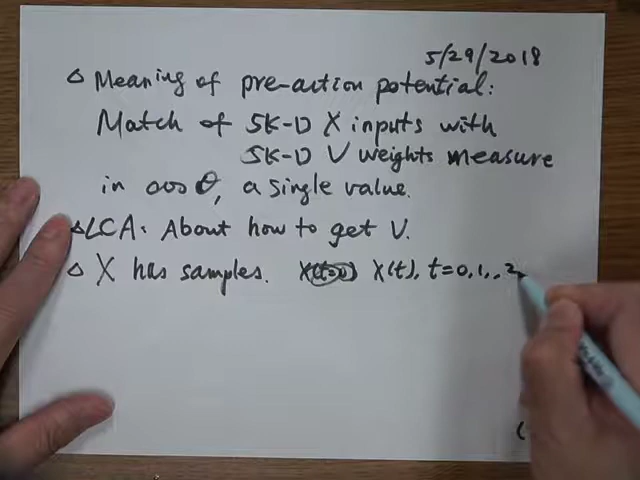 5/29/2018
△ Meaning of pre-action potential:
Match of 5K-D X inputs with
5K-D V weights measure
in cos θ, a single value.
△ LCA: About how to get V.
△ X has samples. X(t), t=0,1,,2,